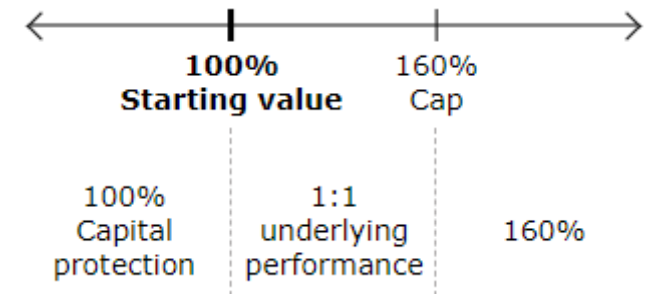 100%
Starting value
160%
Cap
100%
Capital
protection
1:1
underlying
performance
160%